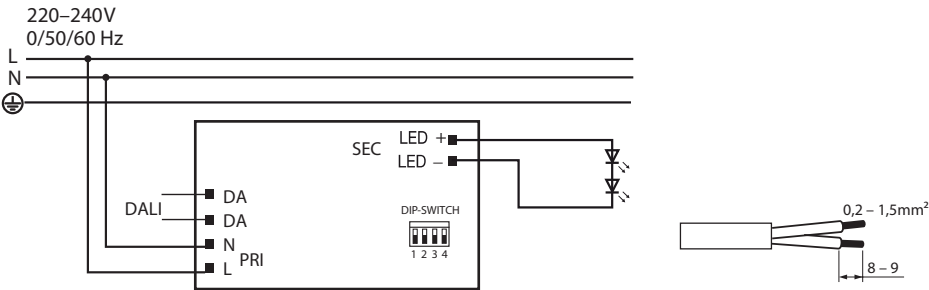 220–240V
0/50/60 Hz
L
N
SEC
LED +
LED –
DALI
DA
DA
N
L
PRI
DIP-SWITCH
1 2 3 4
0,2 – 1,5mm²
8 – 9